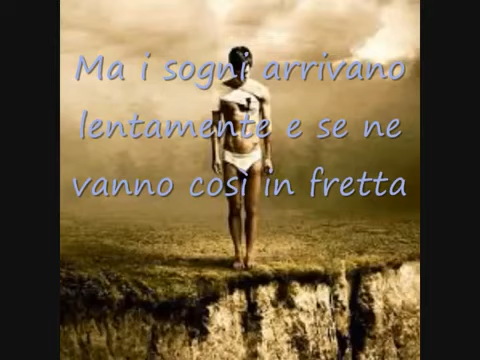 Ma i sogni arrivano
lentamente e se ne
vanno così in fretta